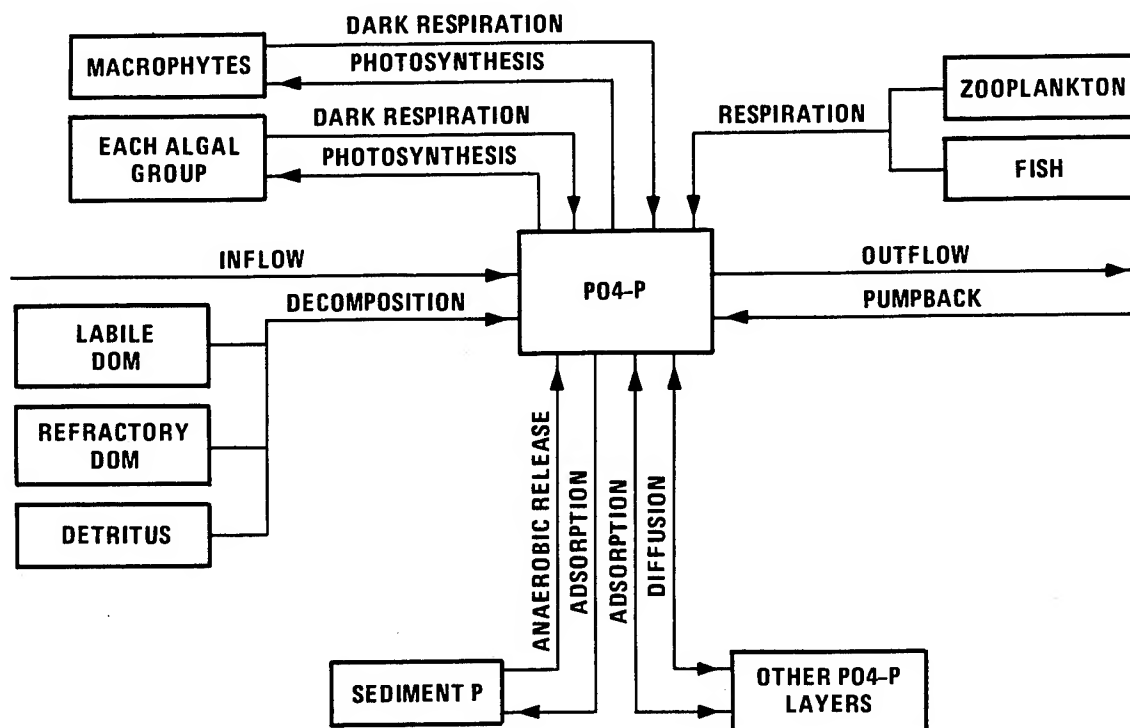 DARK RESPIRATION
MACROPHYTES
PHOTOSYNTHESIS
ZOOPLANKTON
DARK RESPIRATION
RESPIRATION
EACH ALGAL
GROUP
PHOTOSYNTHESIS
FISH
INFLOW
OUTFLOW
PO4-P
DECOMPOSITION
PUMPBACK
LABILE
DOM
REFRACTORY
DOM
DETRITUS
ANAEROBIC RELEASE
ADSORPTION
ADSORPTION
DIFFUSION
SEDIMENT P
OTHER PO4-P
LAYERS